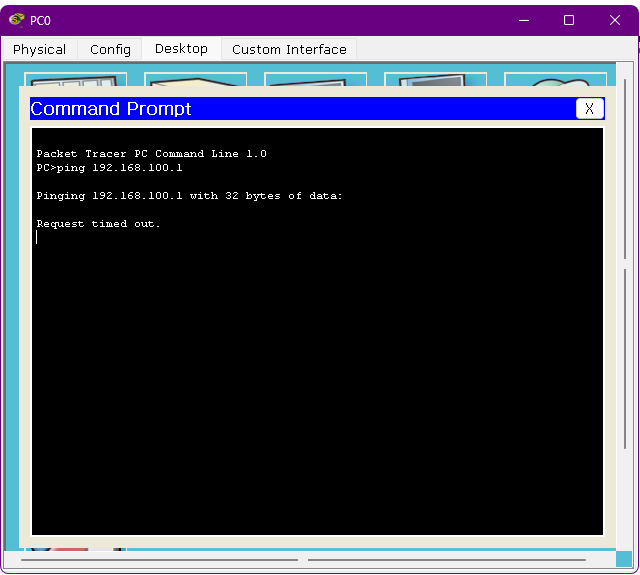 PC0
Physical Config Desktop Custom Interface
Command Prompt X
Packet Tracer PC Command Line 1.0
PC>ping 192.168.100.1
Pinging 192.168.100.1 with 32 bytes of data:
Request timed out.